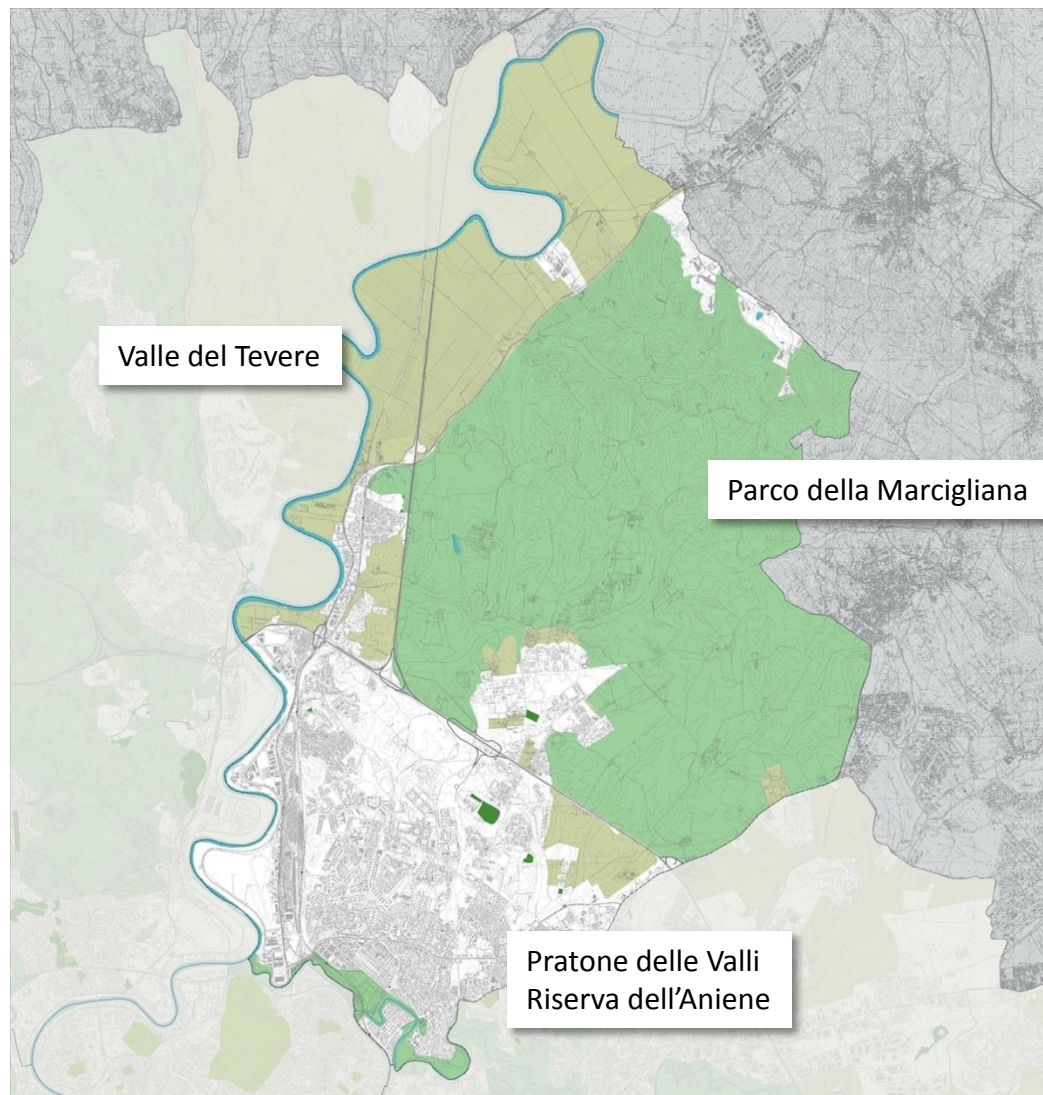 Valle del Tevere
Parco della Marcigliana
Pratone delle Valli
Riserva dell’Aniene